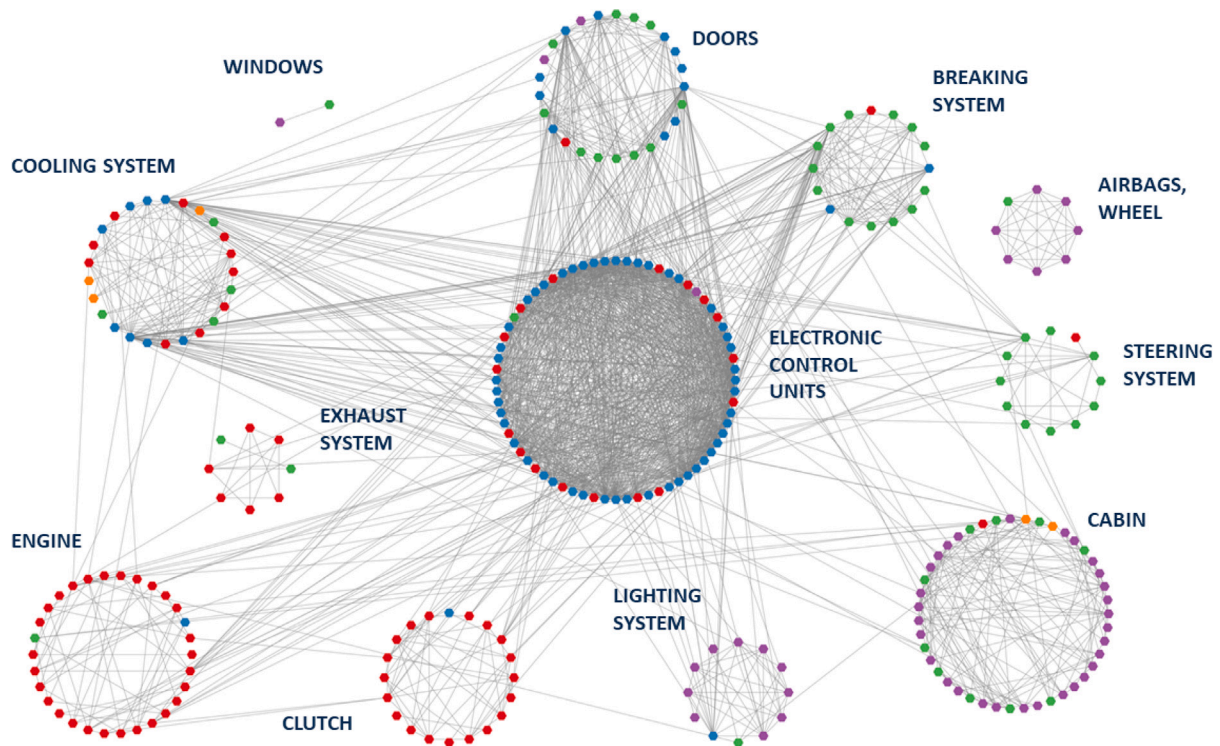 DOORS
WINDOWS
BREAKING
SYSTEM
COOLING SYSTEM
AIRBAGS,
WHEEL
ELECTRONIC
CONTROL
UNITS
STEERING
SYSTEM
EXHAUST
SYSTEM
CABIN
ENGINE
LIGHTING
SYSTEM
CLUTCH